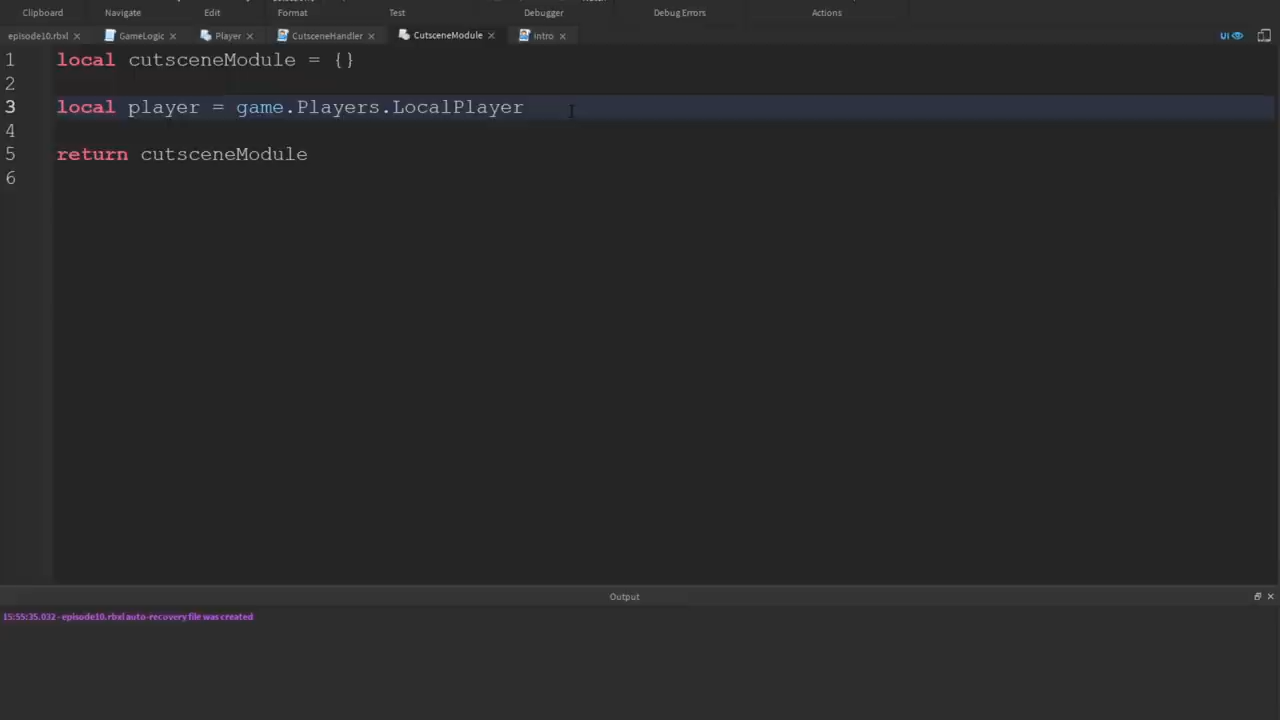 Clipboard Navigate Edit Format Test Debugger Debug Errors Actions
episode10.rbxl GameLogic Player CutsceneHandler CutsceneModule intro UI
1 local cutsceneModule = {}
2
3 local player = game.Players.LocalPlayer
4
5 return cutsceneModule
6
Output
15:55:35.032 - episode10.rbxl auto-recovery file was created